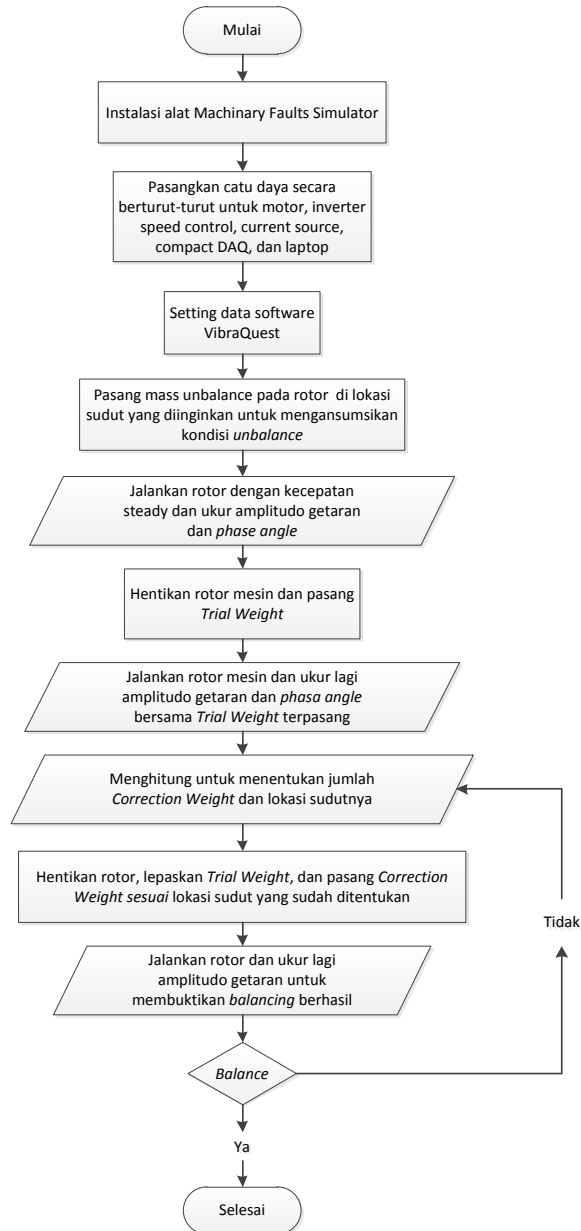 Mulai
Instalasi alat Machinary Faults Simulator
Pasangkan catu daya secara
berturut-turut untuk motor, inverter
speed control, current source,
compact DAQ, dan laptop
Setting data software
VibraQuest
Pasang mass unbalance pada rotor di lokasi
sudut yang diinginkan untuk mengansumsikan
kondisi unbalance
Jalankan rotor dengan kecepatan
steady dan ukur amplitudo getaran
dan phase angle
Hentikan rotor mesin dan pasang
Trial Weight
Jalankan rotor mesin dan ukur lagi
amplitudo getaran dan phasa angle
bersama Trial Weight terpasang
Menghitung untuk menentukan jumlah
Correction Weight dan lokasi sudutnya
Hentikan rotor, lepaskan Trial Weight, dan pasang Correction
Weight sesuai lokasi sudut yang sudah ditentukan
Tidak
Jalankan rotor dan ukur lagi
amplitudo getaran untuk
membuktikan balancing berhasil
Balance
Ya
Selesai